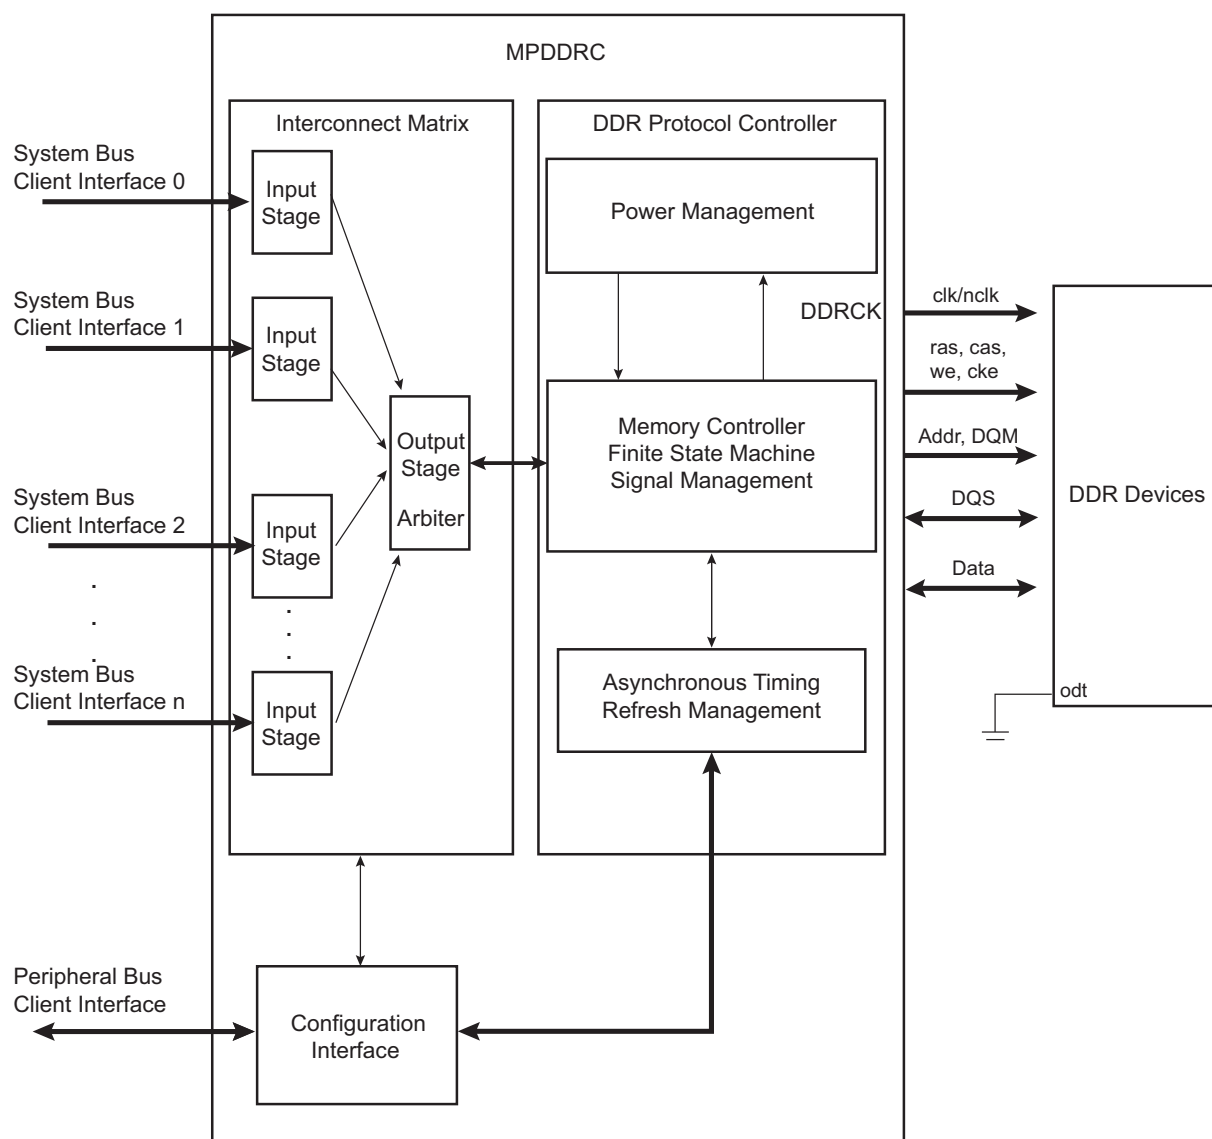 MPDDRC
Interconnect Matrix
DDR Protocol Controller
System Bus
Client Interface 0
Input
Stage
Power Management
System Bus
Client Interface 1
Input
Stage
DDRCK
clk/nclk
ras, cas,
we, cke
Output
Stage
Arbiter
Memory Controller
Finite State Machine
Signal Management
Addr, DQM
DQS
Data
DDR Devices
odt
System Bus
Client Interface 2
Input
Stage
.
.
.
.
.
.
System Bus
Client Interface n
Input
Stage
Asynchronous Timing
Refresh Management
Peripheral Bus
Client Interface
Configuration
Interface